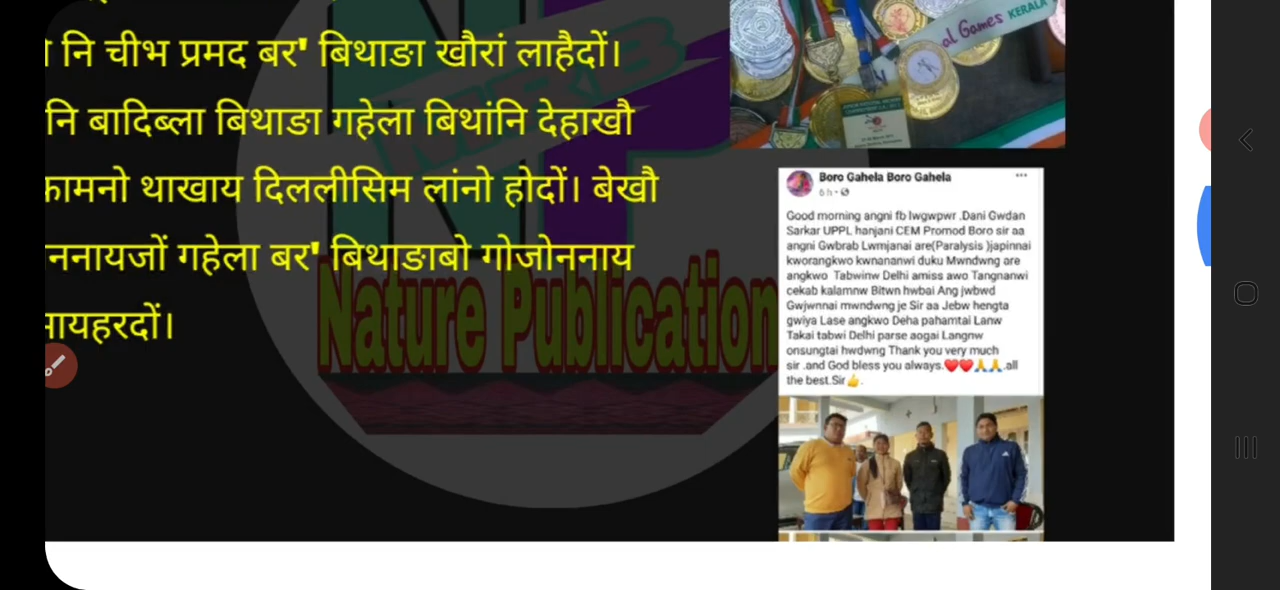 नि चीभ प्रमद बर' बिथाङा खौरां लाहैदों।
नि बादिब्ला बिथाङा गहेला बिथांनि देहाखौ
कामनो थाखाय दिललीसिम लांनो होदों। बेखौ
ननायजों गहेला बर' बिथाङाबो गोजोननाय
नायहरदों।
MRB
Nature Publication
al Games KERALA
Boro Gahela Boro Gahela
6 h
Good morning angni fb lwgwpwr .Dani Gwdan
Sarkar UPPL hanjani CEM Promod Boro sir aa
angni Gwbrab Lwmjanai are(Paralysis )japinnai
kworangkwo kwnananwi duku Mwndwng are
angkwo Tabwinw Delhi amiss awo Tangnanwi
cekab kalamnw Bitwn hwbai Ang jwbwd
Gwjwnnai mwndwng je Sir aa Jebw hengta
gwiya Lase angkwo Deha pahamtai Lanw
Takai tabwi Delhi parse aogai Langnw
onsungtai hwdwng Thank you very much
sir .and God bless you always.❤️❤️🙏🙏.all
the best.Sir👍.